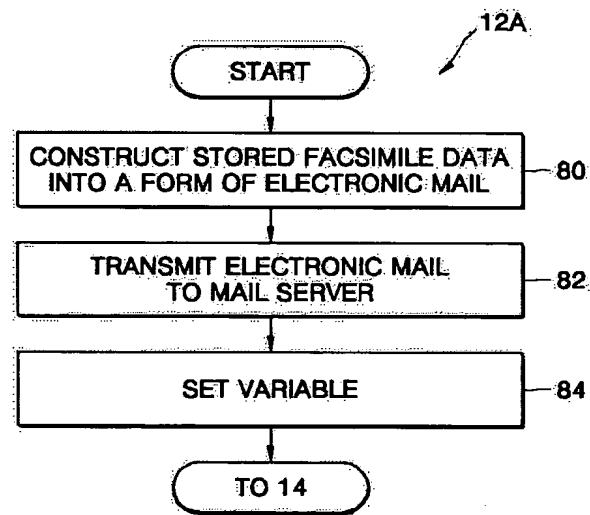 12A
START
CONSTRUCT STORED FACSIMILE DATA
INTO A FORM OF ELECTRONIC MAIL
80
TRANSMIT ELECTRONIC MAIL
TO MAIL SERVER
82
SET VARIABLE
84
TO 14